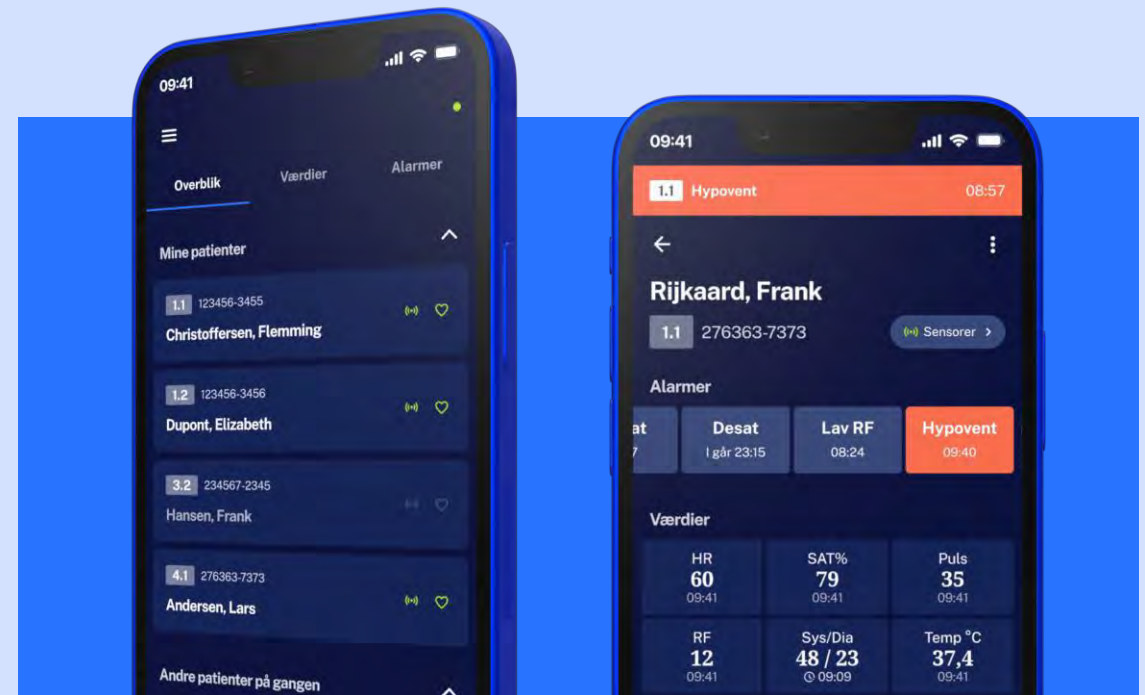 09:41
Overblik
Værdier
Alarmer
Mine patienter
1.1 123456-3455
Christoffersen, Flemming
1.2 123456-3456
Dupont, Elizabeth
3.2 234567-2345
Hansen, Frank
4.1 276363-7373
Andersen, Lars
Andre patienter på gangen
09:41
1.1 Hypovent 08:57
Rijkaard, Frank
1.1 276363-7373
Sensorer
Alarmer
at Desat Lav RF Hypovent
7 I går 23:15 08:24 09:40
Værdier
HR SAT% Puls
60 79 35
09:41 09:41 09:41
RF Sys/Dia Temp °C
12 48 / 23 37,4
09:41 09:09 09:41